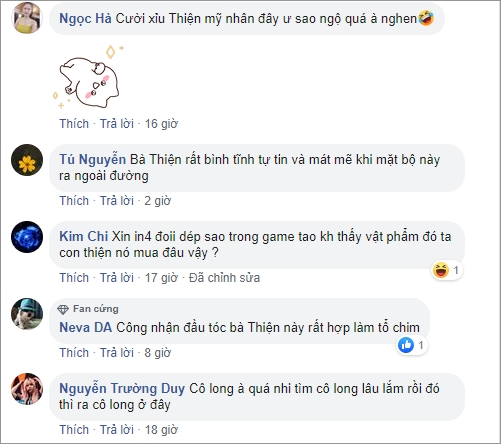 Ngọc Hà Cười xỉu Thiện mỹ nhân đây ư sao ngộ quá à nghen🤣
Thích · Trả lời · 16 giờ
Tú Nguyễn Bà Thiện rất bình tĩnh tự tin và mát mẽ khi mặt bộ này
ra ngoài đưởng
Thích · Trả lời · 2 giờ
Kim Chi Xin in4 đoii dép sao trong game tao kh thấy vật phẩm đó ta
con thiện nó mua đâu vậy ?
1
Thích · Trả lời · 17 giờ · Đã chỉnh sửa
Fan cứng
Neva DA Công nhận đầu tóc bà Thiện này rất hợp làm tổ chim
1
Thích · Trả lời · 8 giờ
Nguyễn Trường Duy Cô long à quá nhi tìm cô long lâu lắm rồi đó
thì ra cô long ở đây
Thích · Trả lời · 18 giờ